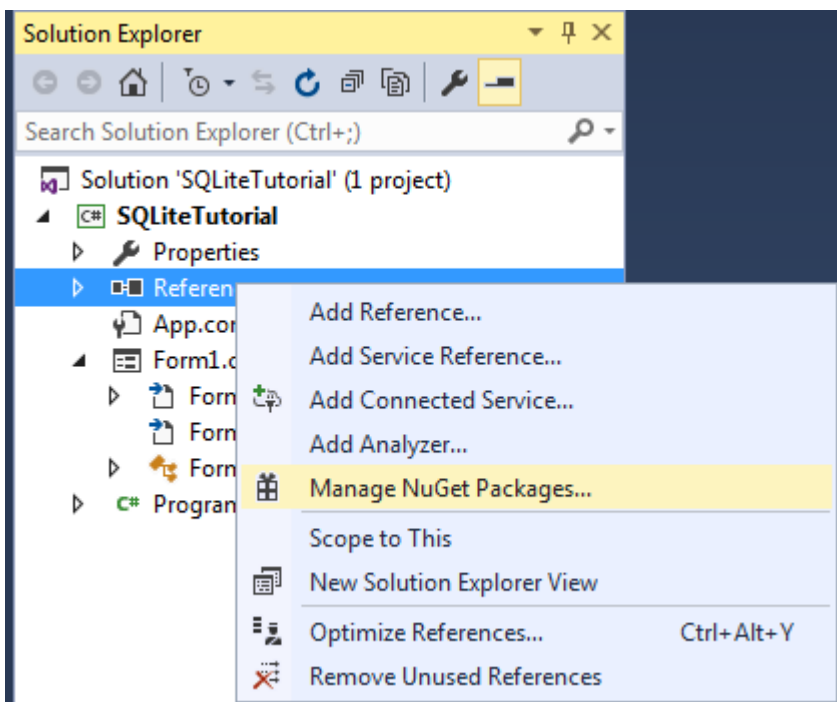 Solution Explorer
Search Solution Explorer (Ctrl+;)
Solution 'SQLiteTutorial' (1 project)
C# SQLiteTutorial
Properties
Referen
App.con
Form1.c
Form
Form
Form
C# Program
Add Reference...
Add Service Reference...
Add Connected Service...
Add Analyzer...
Manage NuGet Packages...
Scope to This
New Solution Explorer View
Optimize References... Ctrl+Alt+Y
Remove Unused References